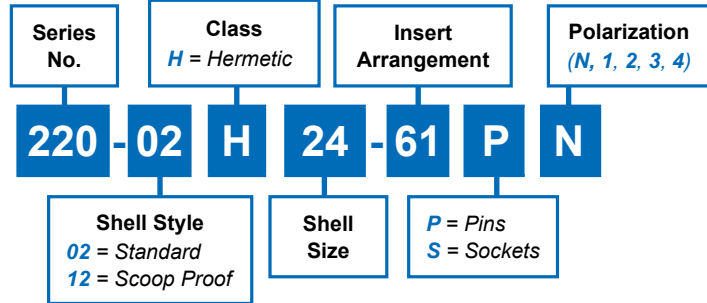 Series
No.
Class
H = Hermetic
Insert
Arrangement
Polarization
(N, 1, 2, 3, 4)
220 - 02 H 24 - 61 P N
Shell Style
02 = Standard
12 = Scoop Proof
Shell
Size
P = Pins
S = Sockets